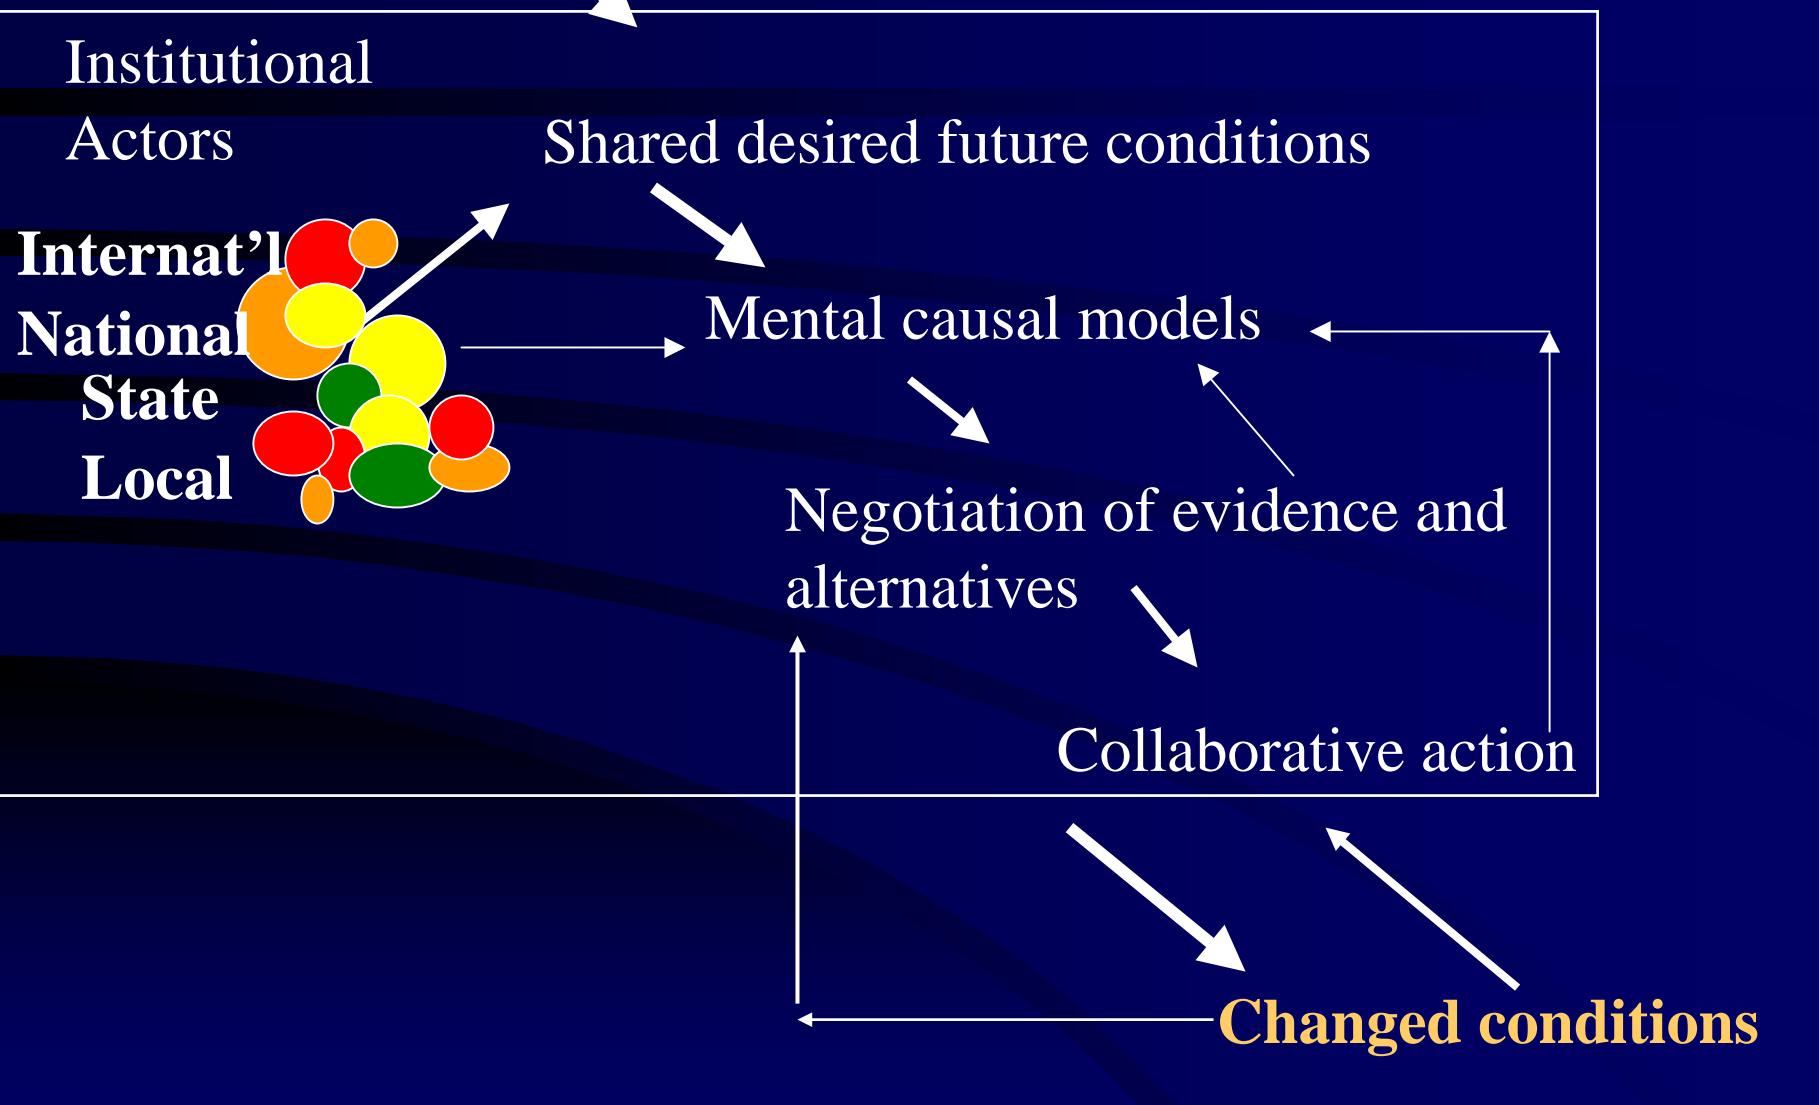 Institutional
Actors
Shared desired future conditions
Internat’l
National
State
Local
Mental causal models
Negotiation of evidence and
alternatives
Collaborative action
Changed conditions